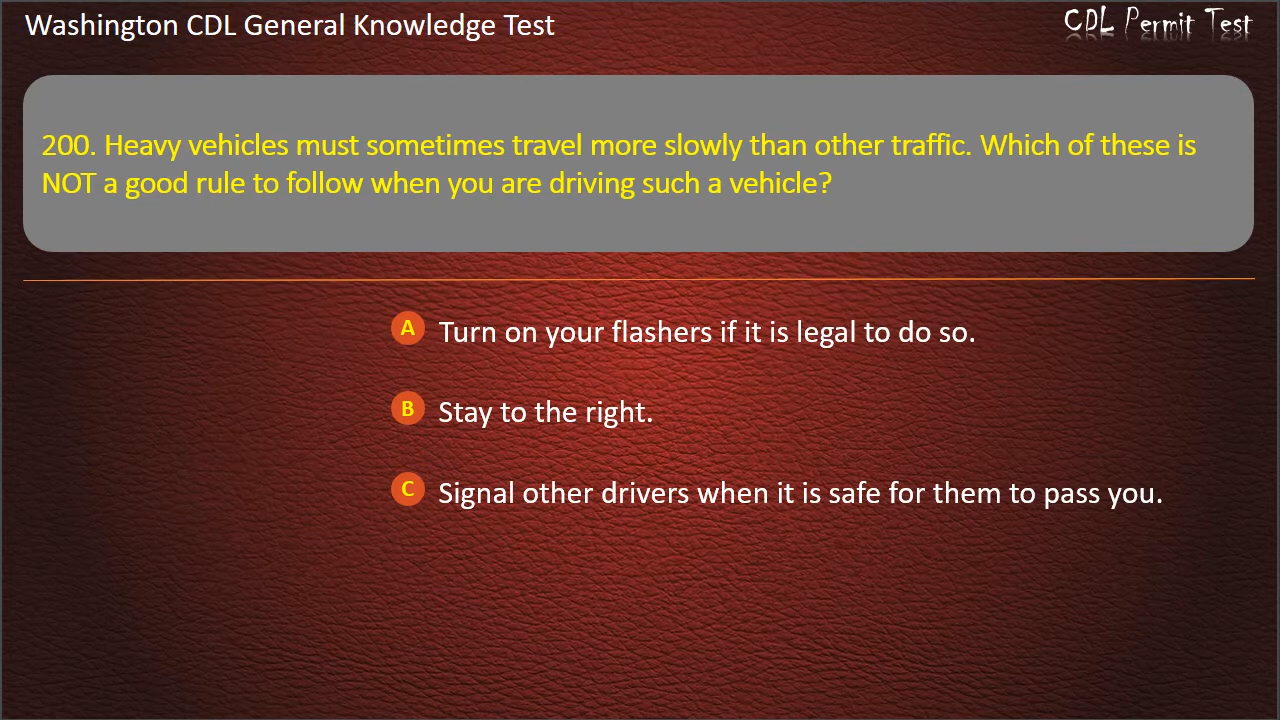 Washington CDL General Knowledge Test
CDL Permit Test
200. Heavy vehicles must sometimes travel more slowly than other traffic. Which of these is
NOT a good rule to follow when you are driving such a vehicle?
A Turn on your flashers if it is legal to do so.
B Stay to the right.
C Signal other drivers when it is safe for them to pass you.